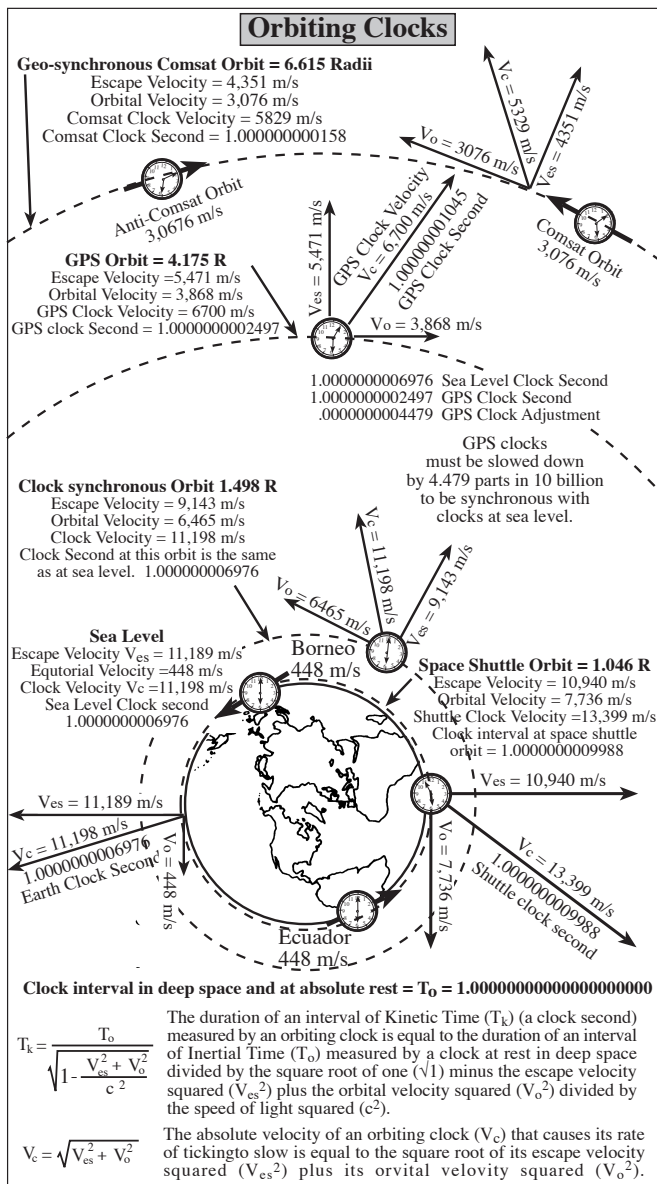 Orbiting Clocks
Geo-synchronous Comsat Orbit = 6.615 Radii
Escape Velocity = 4,351 m/s
Orbital Velocity = 3,076 m/s
Comsat Clock Velocity = 5829 m/s
Comsat Clock Second = 1.000000000158
Vc = 5329 m/s
Ves = 4351 m/s
Vo = 3076 m/s
Anti-Comsat Orbit
3,0676 m/s
Comsat Orbit
3,076 m/s
GPS Orbit = 4.175 R
Escape Velocity =5,471 m/s
Orbital Velocity = 3,868 m/s
GPS Clock Velocity = 6700 m/s
GPS clock Second = 1.0000000002497
Ves = 5,471 m/s
GPS Clock Velocity
Vc = 6,700 m/s
1.000000001045
GPS Clock Second
Vo = 3,868 m/s
1.0000000006976 Sea Level Clock Second
1.0000000002497 GPS Clock Second
.0000000004479 GPS Clock Adjustment
GPS clocks
must be slowed down
by 4.479 parts in 10 billion
to be synchronous with
clocks at sea level.
Clock synchronous Orbit 1.498 R
Escape Velocity = 9,143 m/s
Orbital Velocity = 6,465 m/s
Clock Velocity = 11,198 m/s
Clock Second at this orbit is the same
as at sea level. 1.000000006976
Vc = 11,198 m/s
Ves = 9,143 m/s
Vo = 6465 m/s
Sea Level
Escape Velocity Ves = 11,189 m/s
Equtorial Velocity =448 m/s
Clock Velocity Vc =11,198 m/s
Sea Level Clock second
1.0000000006976
Borneo
448 m/s
Space Shuttle Orbit = 1.046 R
Escape Velocity = 10,940 m/s
Orbital Velocity = 7,736 m/s
Shuttle Clock Velocity =13,399 m/s
Clock interval at space shuttle
orbit = 1.0000000009988
Ves = 10,940 m/s
Ves = 11,189 m/s
Vc = 11,198 m/s
1.0000000006976
Earth Clock Second
Vo = 448 m/s
Vo = 7,736 m/s
Vc = 13,399 m/s
1.0000000009988
Shuttle clock second
Ecuador
448 m/s
Clock interval in deep space and at absolute rest = To = 1.00000000000000000000
Tk = To / √(1- (Ves² + Vo²) / c²)
The duration of an interval of Kinetic Time (Tk) (a clock second)
measured by an orbiting clock is equal to the duration of an interval
of Inertial Time (To) measured by a clock at rest in deep space
divided by the square root of one (√1) minus the escape velocity
squared (Ves²) plus the orbital velocity squared (Vo²) divided by
the speed of light squared (c²).
Vc = √(Ves² + Vo²)
The absolute velocity of an orbiting clock (Vc) that causes its rate
of tickingto slow is equal to the square root of its escape velocity
squared (Ves²) plus its orvital velovity squared (Vo²).